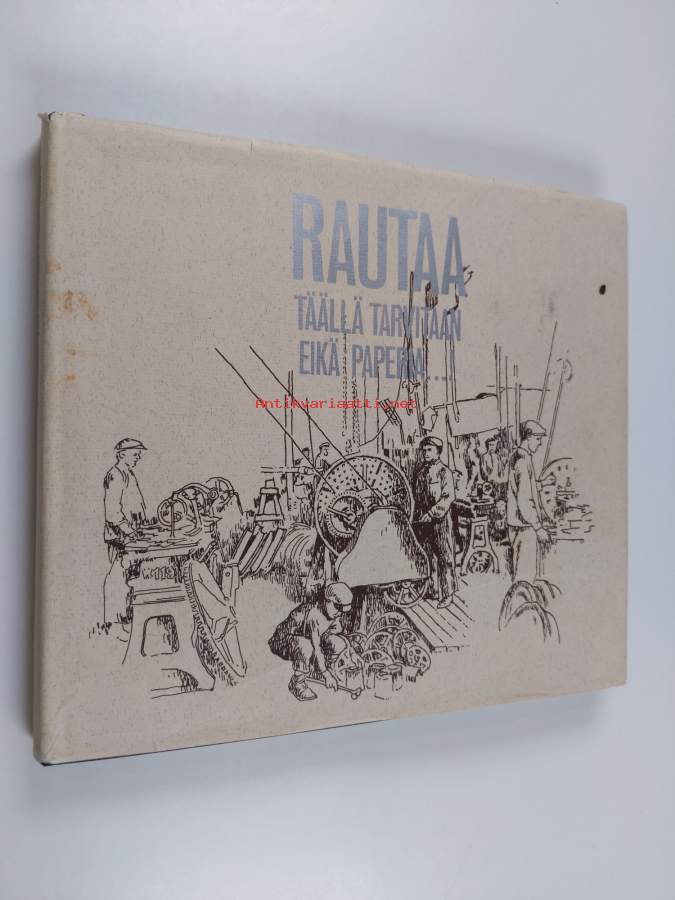 RAUTAA
TÄÄLLÄ TARVITAAN
EIKÄ PAPERIA...
Antikvariaatti.net